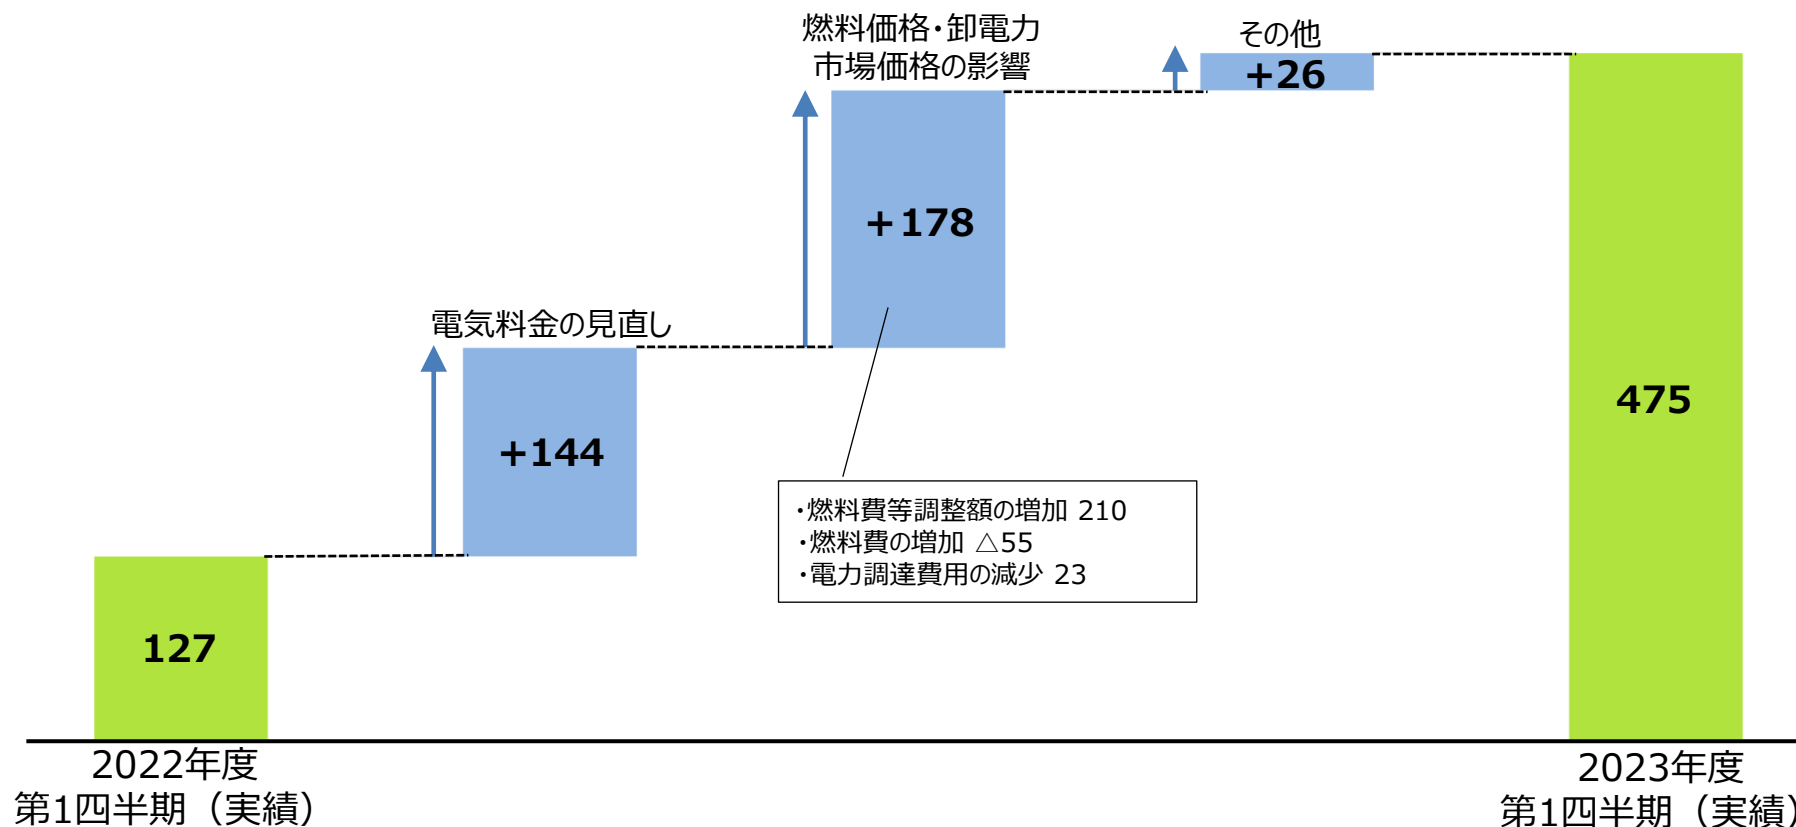 燃料価格・卸電力
市場価格の影響
その他
+26
+178
電気料金の見直し
+144
475
・燃料費等調整額の増加 210
・燃料費の増加 △55
・電力調達費用の減少 23
127
2022年度
第1四半期（実績）
2023年度
第1四半期（実績）